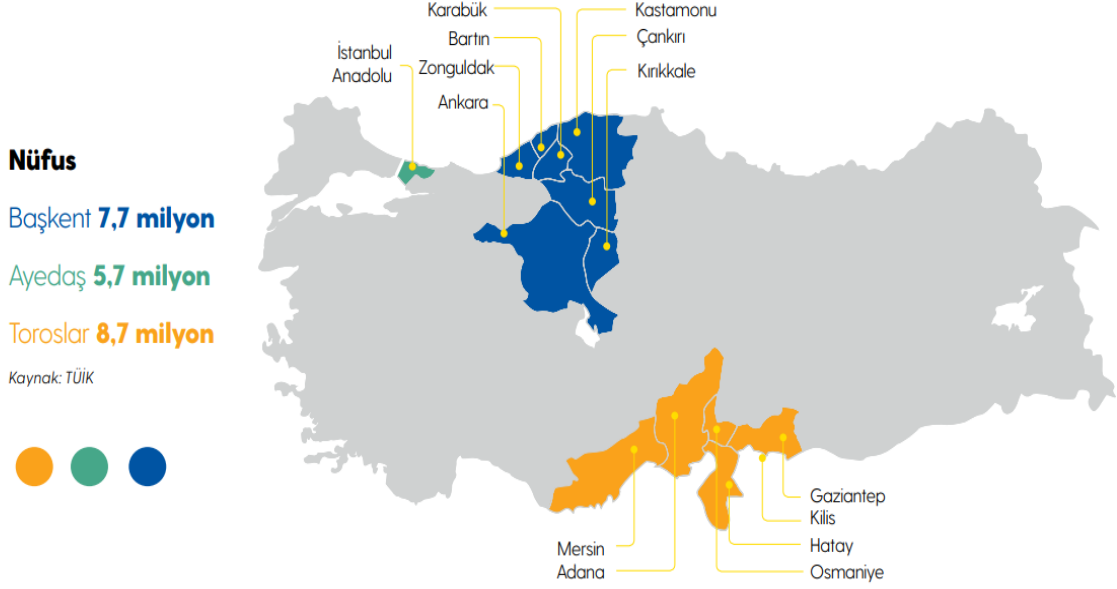 Karabük
Kastamonu
Bartın
Çankırı
İstanbul
Anadolu
Zonguldak
Kırıkkale
Ankara
Nüfus
Başkent 7,7 milyon
Ayedaş 5,7 milyon
Toroslar 8,7 milyon
Kaynak: TÜİK
Gaziantep
Kilis
Mersin
Hatay
Adana
Osmaniye